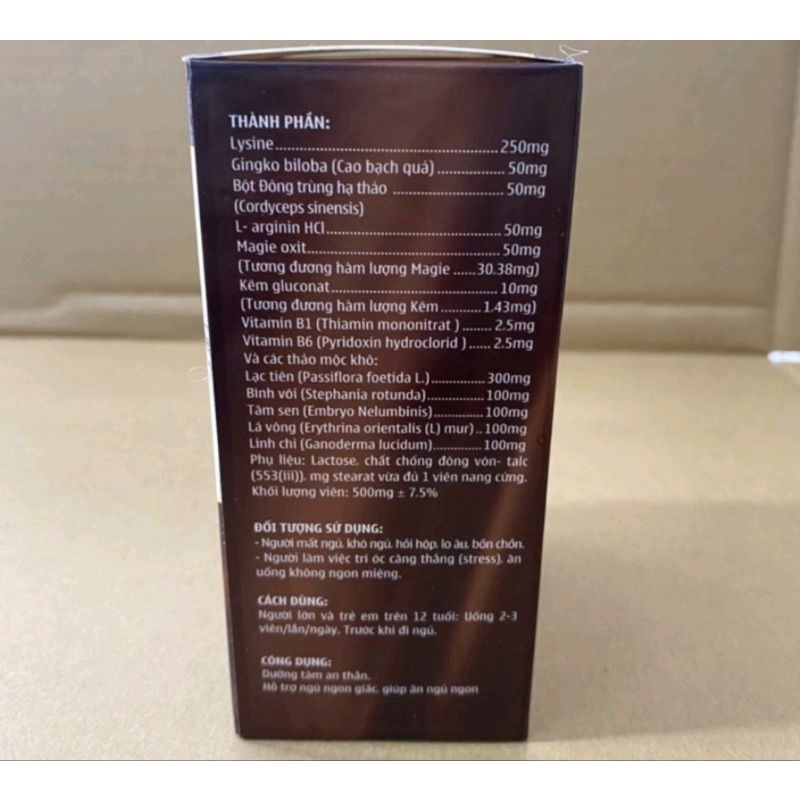 THÀNH PHẦN:
Lysine..........................................250mg
Gingko biloba (Cao bạch quả)..............50mg
Bột Đông trùng hạ thảo ......................50mg
(Cordyceps sinensis)
L- arginin HCl...................................50mg
Magie oxit.......................................50mg
(Tương đương hàm lượng Magie ......30.38mg)
Kẽm gluconat...................................10mg
(Tương đương hàm lượng Kẽm...........1.43mg)
Vitamin B1 (Thiamin mononitrat )........2.5mg
Vitamin B6 (Pyridoxin hydroclorid )......2.5mg
Và các thảo mộc khô:
Lạc tiên (Passiflora foetida L.)..............300mg
Bình vôi (Stephania rotunda)...............100mg
Tâm sen (Embryo Nelumbinis)..............100mg
Lá vông (Erythrina orientalis (L) mur)..100mg
Linh chi (Ganoderma lucidum).............100mg
Phụ liệu: Lactose, chất chống đông vón- talc
(553(iii)), mg stearat vừa đủ 1 viên nang cứng.
Khối lượng viên: 500mg ± 7.5%
ĐỐI TƯỢNG SỬ DỤNG:
- Người mất ngủ, khó ngủ, hồi hộp, lo âu, bồn chồn.
- Người làm việc trí óc căng thẳng (stress), ăn
uống không ngon miệng.
CÁCH DÙNG:
Người lớn và trẻ em trên 12 tuổi: Uống 2-3
viên/lần/ngày. Trước khi đi ngủ.
CÔNG DỤNG:
Dưỡng tâm an thần.
Hỗ trợ ngủ ngon giấc, giúp ăn ngủ ngon